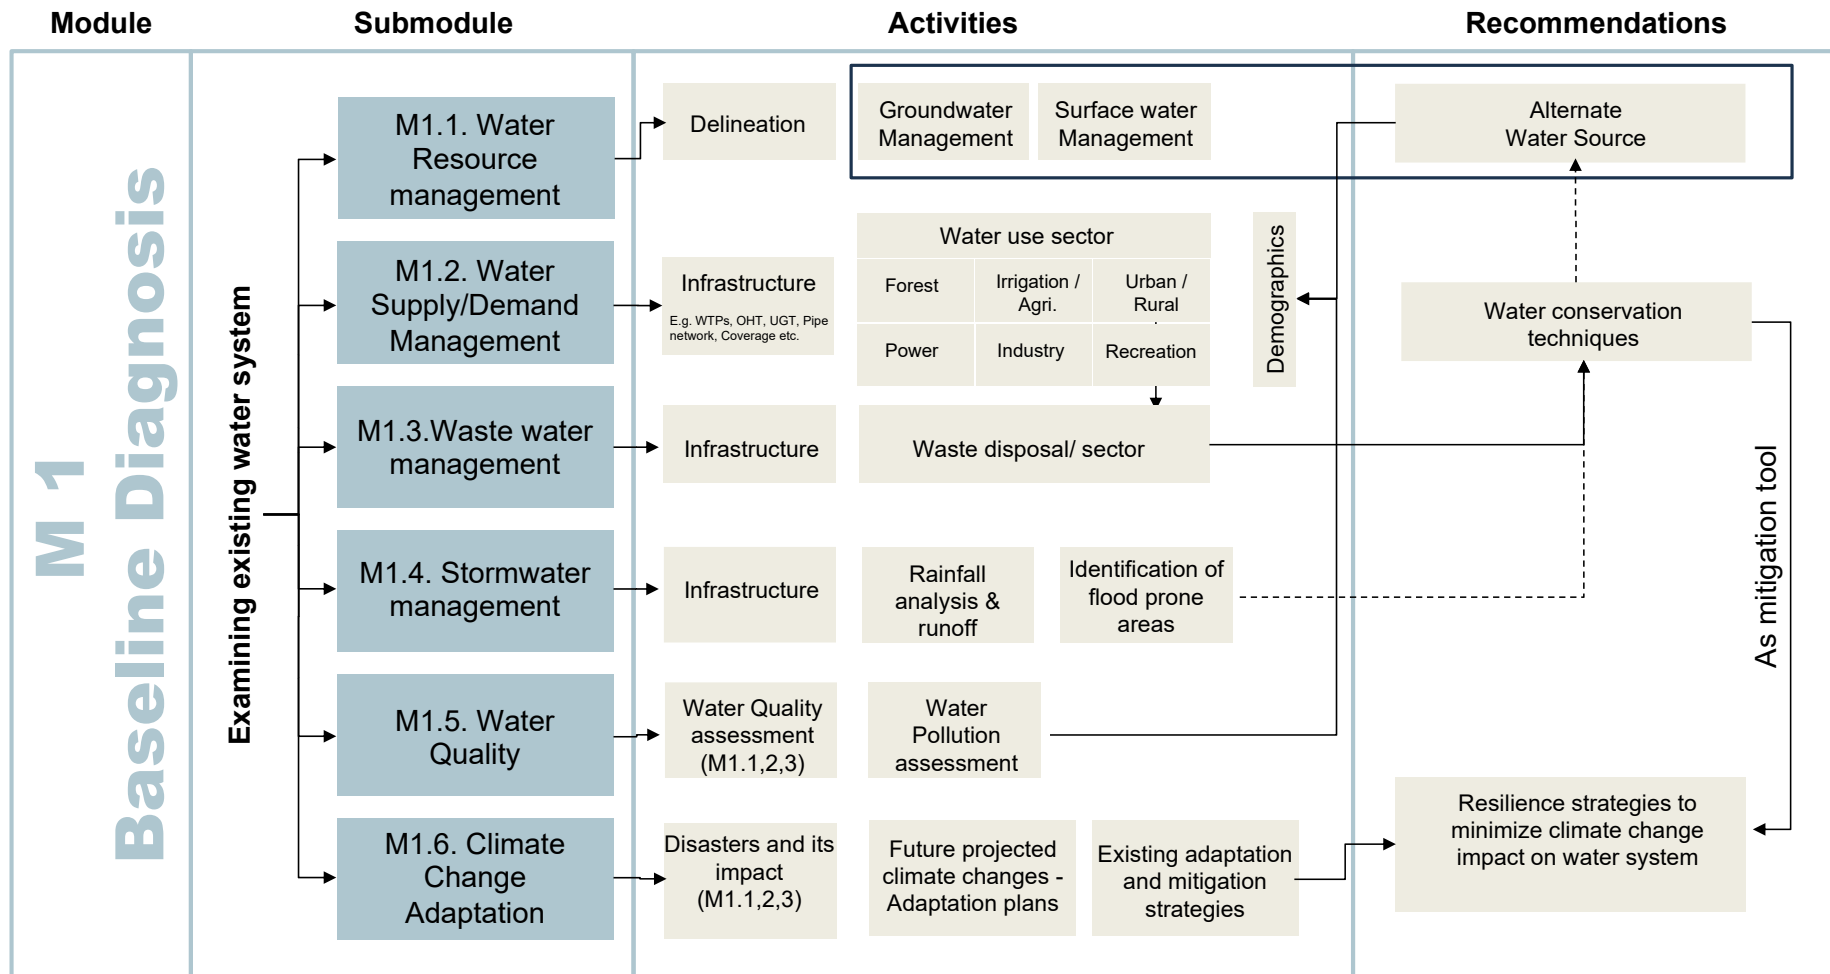 Module
Submodule
Activities
Recommendations
M 1
Baseline Diagnosis
Examining existing water system
M1.1. Water
Resource
management
Delineation
Groundwater
Management
Surface water
Management
Alternate
Water Source
M1.2. Water
Supply/Demand
Management
Infrastructure
E.g. WTPs, OHT, UGT, Pipe
network, Coverage etc.
Water use sector
Forest
Irrigation /
Agri.
Urban /
Rural
Power
Industry
Recreation
Demographics
Water conservation
techniques
M1.3.Waste water
management
Infrastructure
Waste disposal/ sector
M1.4. Stormwater
management
Infrastructure
Rainfall
analysis &
runoff
Identification of
flood prone
areas
As mitigation tool
M1.5. Water
Quality
Water Quality
assessment
(M1.1,2,3)
Water
Pollution
assessment
M1.6. Climate
Change
Adaptation
Disasters and its
impact
(M1.1,2,3)
Future projected
climate changes -
Adaptation plans
Existing adaptation
and mitigation
strategies
Resilience strategies to
minimize climate change
impact on water system